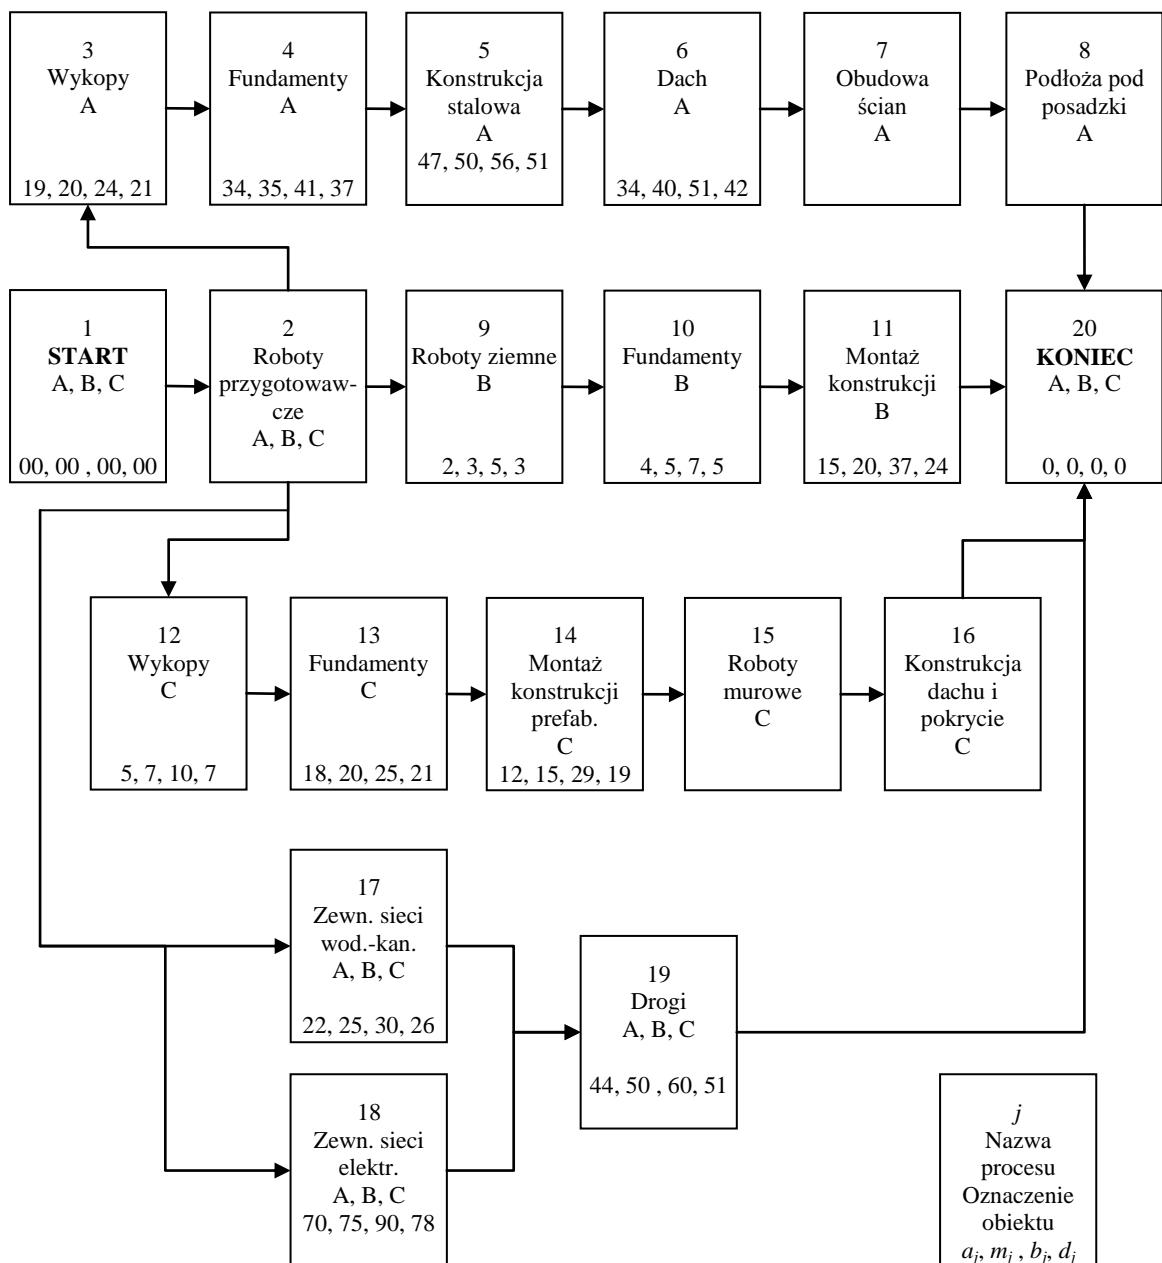 3
Wykopy
A
19, 20, 24, 21
4
Fundamenty
A
34, 35, 41, 37
5
Konstrukcja
stalowa
A
47, 50, 56, 51
6
Dach
A
34, 40, 51, 42
7
Obudowa
ścian
A
8
Podłoża pod
posadzki
A
1
START
A, B, C
00, 00 , 00, 00
2
Roboty
przygotowaw-
cze
A, B, C
9
Roboty ziemne
B
2, 3, 5, 3
10
Fundamenty
B
4, 5, 7, 5
11
Montaż
konstrukcji
B
15, 20, 37, 24
20
KONIEC
A, B, C
0, 0, 0, 0
12
Wykopy
C
5, 7, 10, 7
13
Fundamenty
C
18, 20, 25, 21
14
Montaż
konstrukcji
prefab.
C
12, 15, 29, 19
15
Roboty
murowe
C
16
Konstrukcja
dachu i
pokrycie
C
17
Zewn. sieci
wod.-kan.
A, B, C
22, 25, 30, 26
18
Zewn. sieci
elektr.
A, B, C
70, 75, 90, 78
19
Drogi
A, B, C
44, 50 , 60, 51
j
Nazwa
procesu
Oznaczenie
obiektu
aj, mj , bj, dj